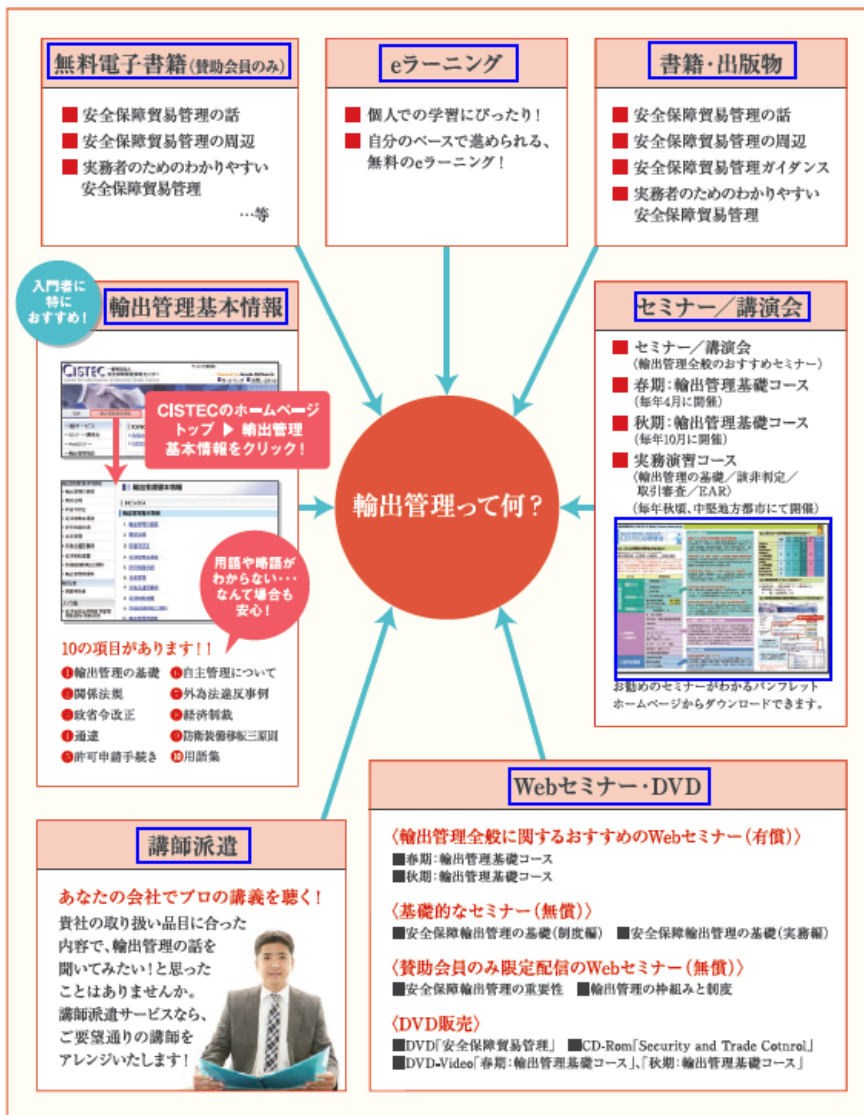 無料電子書籍(賛助会員のみ)
■ 安全保障貿易管理の話
■ 安全保障貿易管理の周辺
■ 実務者のためのわかりやすい
安全保障貿易管理
…等
eラーニング
■ 個人での学習にぴったり！
■ 自分のペースで進められる、
無料のeラーニング！
書籍・出版物
■ 安全保障貿易管理の話
■ 安全保障貿易管理の周辺
■ 安全保障貿易管理ガイダンス
■ 実務者のためのわかりやすい
安全保障貿易管理
入門者に
特に
おすすめ！
輸出管理基本情報
CISTEC
CISTECのホームページ
トップ ▶ 輸出管理
基本情報をクリック！
輸出管理基本情報
トピックス
用語や略語が
わからない・・・
なんて場合も
安心！
10の項目があります！！
❶輸出管理の基礎
❷関係法規
❸政省令改正
❹通達
❺許可申請手続き
❻自主管理について
❼外為法違反事例
❽経済制裁
❾防衛装備移転三原則
❿用語集
輸出管理って何？
セミナー／講演会
■ セミナー／講演会
〈輸出管理全般のおすすめセミナー〉
■ 春期：輸出管理基礎コース
(毎年4月に開催)
■ 秋期：輸出管理基礎コース
(毎年10月に開催)
■ 実務演習コース
〈輸出管理の基礎／該非判定／
取引審査／EAR〉
(毎年秋頃、中堅地方都市にて開催)
お勧めのセミナーがわかるパンフレット
ホームページからダウンロードできます。
講師派遣
あなたの会社でプロの講義を聴く！
貴社の取り扱い品目に合った
内容で、輸出管理の話を
聞いてみたい！と思った
ことはありませんか。
講師派遣サービスなら、
ご要望通りの講師を
アレンジいたします！
Webセミナー・DVD
〈輸出管理全般に関するおすすめのWebセミナー（有償）〉
■春期：輸出管理基礎コース
■秋期：輸出管理基礎コース
〈基礎的なセミナー（無償）〉
■安全保障輸出管理の基礎(制度編) ■安全保障輸出管理の基礎(実務編)
〈賛助会員のみ限定配信のWebセミナー（無償）〉
■安全保障輸出管理の重要性 ■輸出管理の枠組みと制度
〈DVD販売〉
■DVD「安全保障貿易管理」 ■CD-Rom「Security and Trade Cotnrol」
■DVD-Video「春期：輸出管理基礎コース」、「秋期：輸出管理基礎コース」